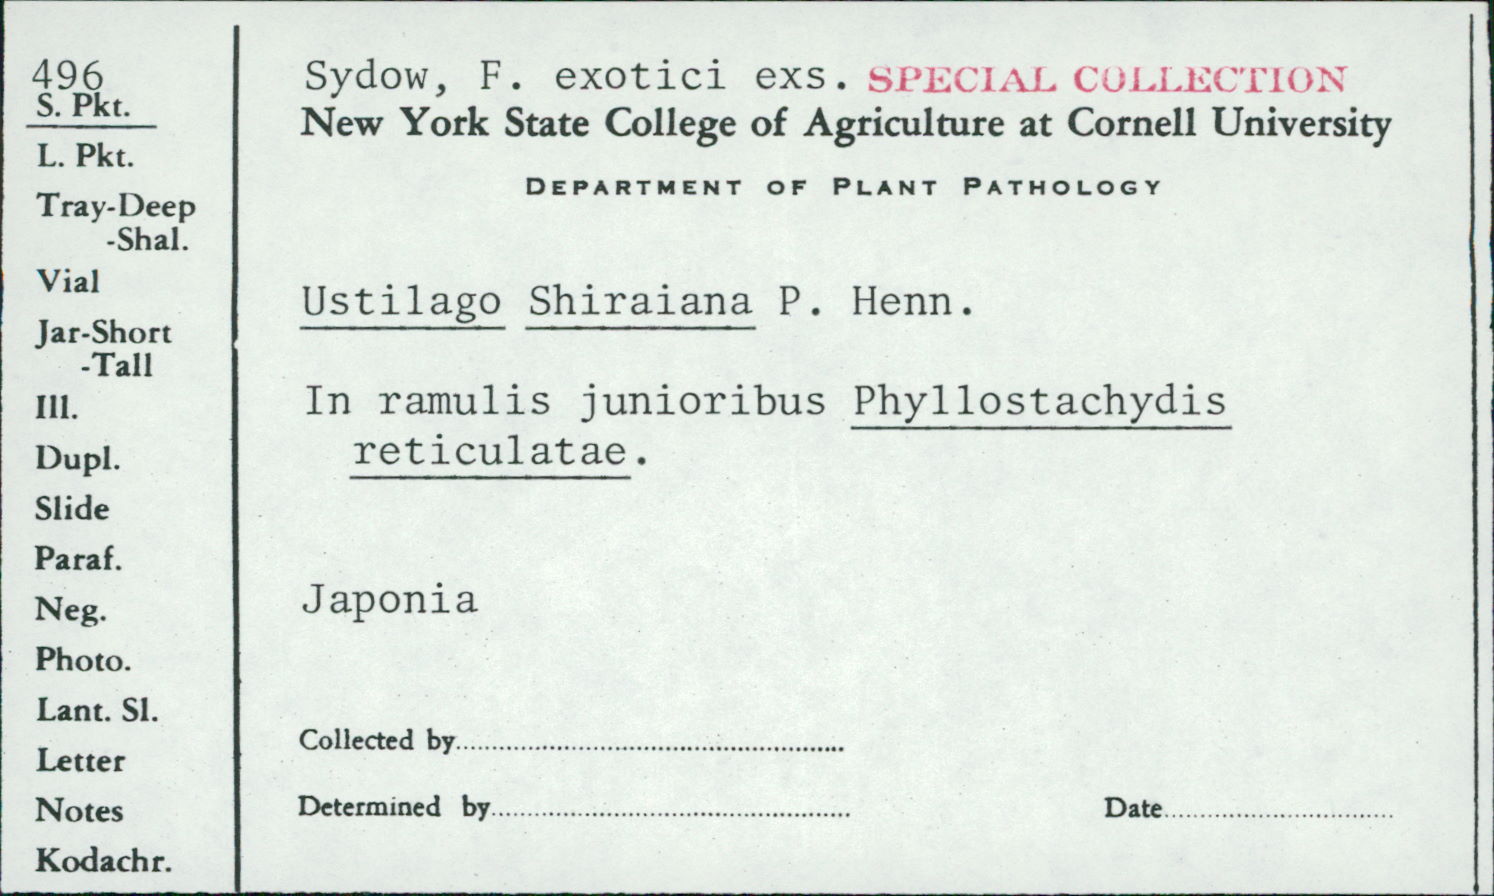 496
S. Pkt.
L. Pkt.
Tray-Deep
-Shal.
Vial
Jar-Short
-Tall
Ill.
Dupl.
Slide
Paraf.
Neg.
Photo.
Lant. Sl.
Letter
Notes
Kodachr.
Sydow, F. exotici exs. SPECIAL COLLECTION
New York State College of Agriculture at Cornell University
DEPARTMENT OF PLANT PATHOLOGY
Ustilago Shiraiana P. Henn.
In ramulis junioribus Phyllostachydis
reticulatae.
Japonia
Collected by
Determined by
Date